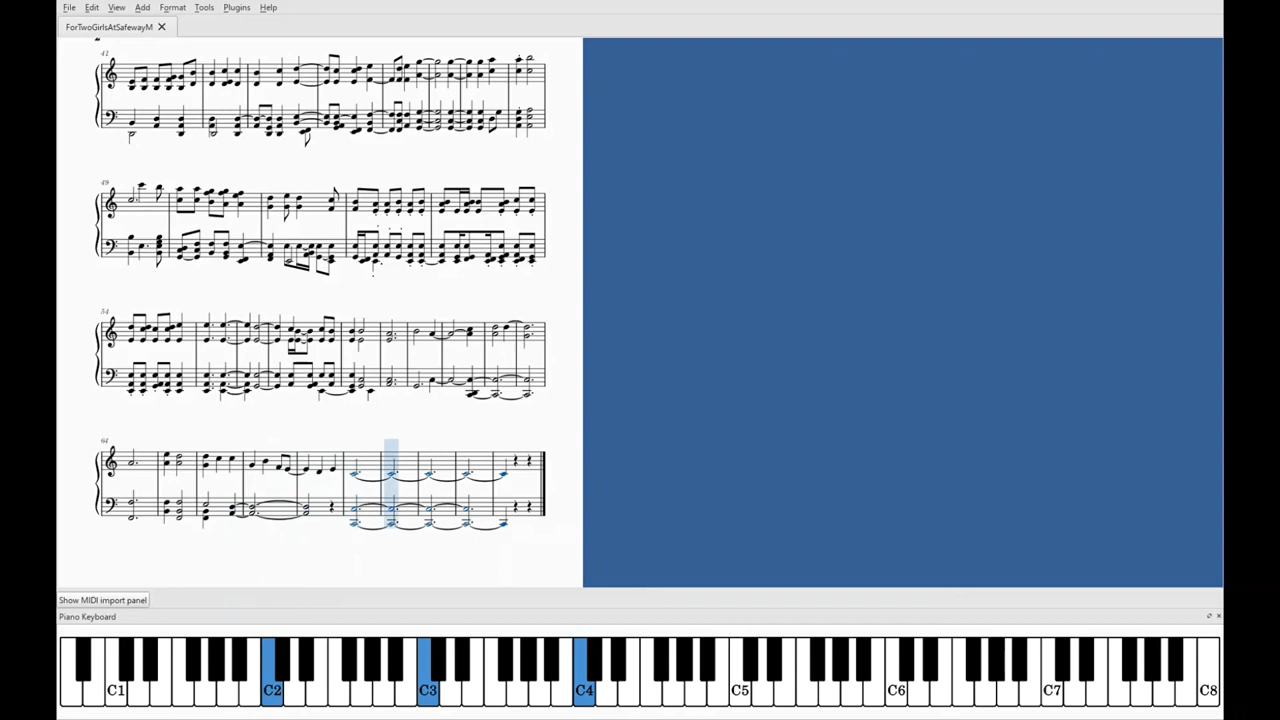 File Edit View Add Format Tools Plugins Help
ForTwoGirlsAtSafewayM
41
49
54
64
Show MIDI import panel
Piano Keyboard
C1 C2 C3 C4 C5 C6 C7 C8